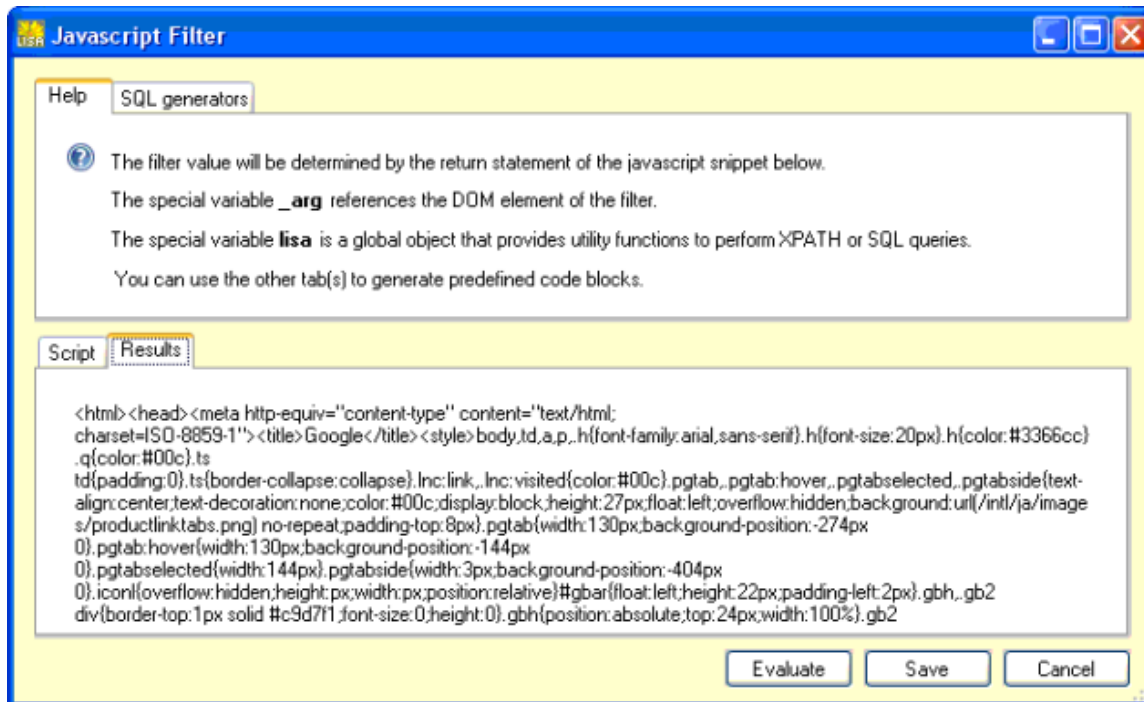 LISA Javascript Filter
Help SQL generators
The filter value will be determined by the return statement of the javascript snippet below.
The special variable _arg references the DOM element of the filter.
The special variable lisa is a global object that provides utility functions to perform XPATH or SQL queries.
You can use the other tab(s) to generate predefined code blocks.
Script Results
<html><head><meta http-equiv="content-type" content="text/html;
charset=ISO-8859-1"><title>Google</title><style>body,td,a,p,.h{font-family:arial,sans-serif}.h{font-size:20px}.h{color:#3366cc}
.q{color:#00c}.ts
td{padding:0}.ts{border-collapse:collapse}.lnc:link,.lnc:visited{color:#00c}.pgtab,.pgtab:hover,.pgtabselected,.pgtabside{text-
align:center;text-decoration:none;color:#00c;display:block;height:27px;float:left;overflow:hidden;background:url(/intl/ja/image
s/productlinktabs.png) no-repeat;padding-top:8px}.pgtab{width:130px;background-position:-274px
0}.pgtab:hover{width:130px;background-position:-144px
0}.pgtabselected{width:144px}.pgtabside{width:3px;background-position:-404px
0}.iconl{overflow:hidden;height:px;width:px;position:relative}#gbar{float:left;height:22px;padding-left:2px}.gbh,.gb2
div{border-top:1px solid #c9d7f1;font-size:0;height:0}.gbh{position:absolute;top:24px;width:100%}.gb2
Evaluate Save Cancel